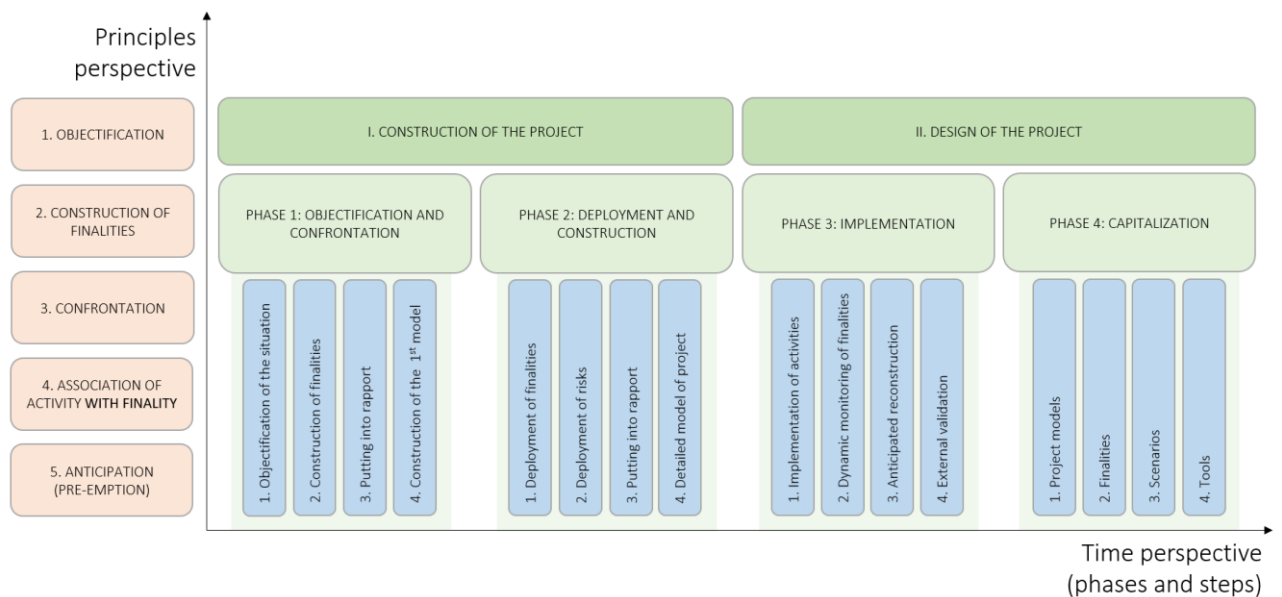 Principles
perspective
1. OBJECTIFICATION
2. CONSTRUCTION OF
FINALITIES
3. CONFRONTATION
4. ASSOCIATION OF
ACTIVITY WITH FINALITY
5. ANTICIPATION
(PRE-EMPTION)
I. CONSTRUCTION OF THE PROJECT
II. DESIGN OF THE PROJECT
PHASE 1: OBJECTIFICATION AND
CONFRONTATION
PHASE 2: DEPLOYMENT AND
CONSTRUCTION
PHASE 3: IMPLEMENTATION
PHASE 4: CAPITALIZATION
1. Objectification of the situation
2. Construction of finalities
3. Putting into rapport
4. Construction of the 1st model
1. Deployment of finalities
2. Deployment of risks
3. Putting into rapport
4. Detailed model of project
1. Implementation of activities
2. Dynamic monitoring of finalities
3. Anticipated reconstruction
4. External validation
1. Project models
2. Finalities
3. Scenarios
4. Tools
Time perspective
(phases and steps)